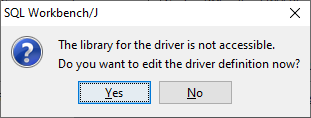 SQL Workbench/J
The library for the driver is not accessible.
Do you want to edit the driver definition now?
Yes No